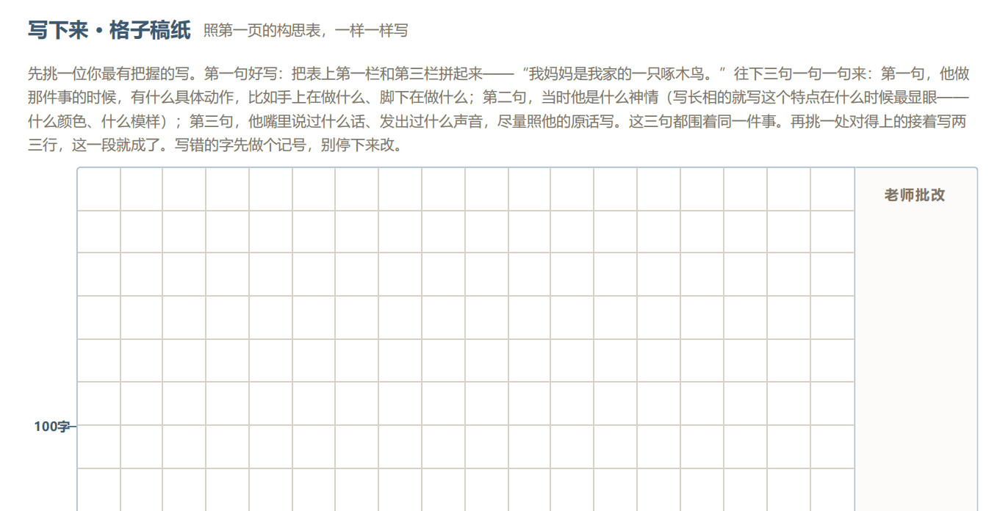 写下来·格子稿纸 照第一页的构思表，一样一样写
先挑一位你最有把握的写。第一句好写：把表上第一栏和第三栏拼起来——“我妈妈是我家的一只啄木鸟。”往下三句一句一句来：第一句，他做
那件事的时候，有什么具体动作，比如手上在做什么、脚下在做什么；第二句，当时他是什么神情（写长相的就写这个特点在什么时候最显眼——
什么颜色、什么模样）；第三句，他嘴里说过什么话、发出过什么声音，尽量照他的原话写。这三句都围着同一件事。再挑一处对得上的接着写两
三行，这一段就成了。写错的字先做个记号，别停下来改。
老师批改
100字